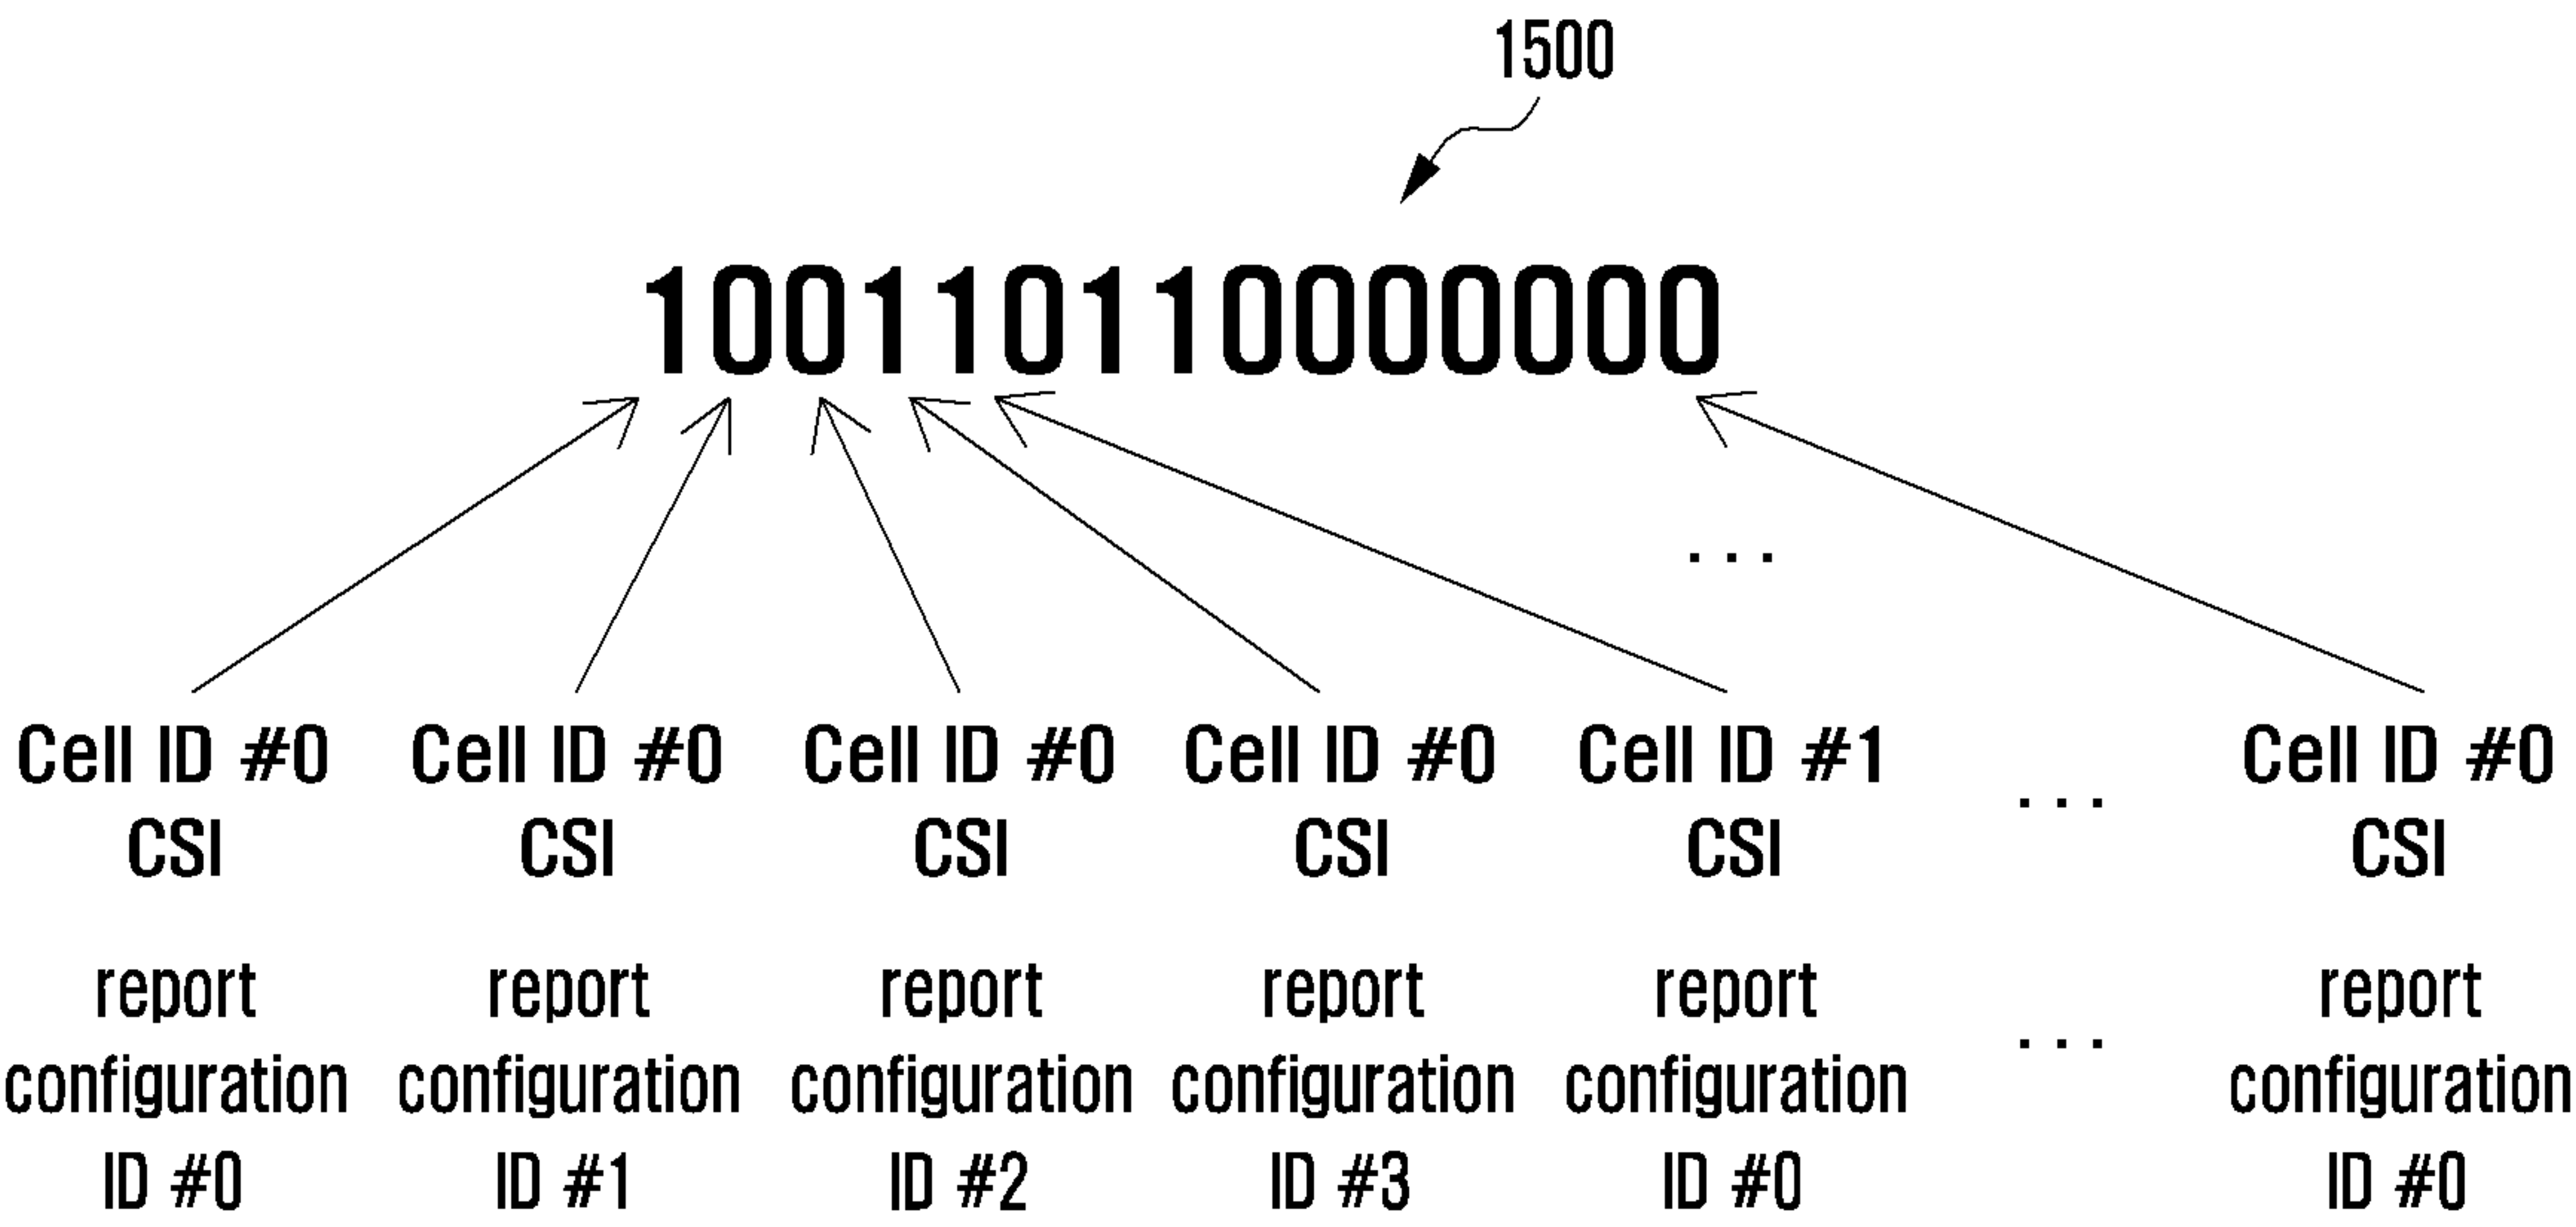 1500
100110110000000
...
Cell ID #0
CSI
report
configuration
ID #0
Cell ID #0
CSI
report
configuration
ID #1
Cell ID #0
CSI
report
configuration
ID #2
Cell ID #0
CSI
report
configuration
ID #3
Cell ID #1
CSI
report
configuration
ID #0
...
...
Cell ID #0
CSI
report
configuration
ID #0